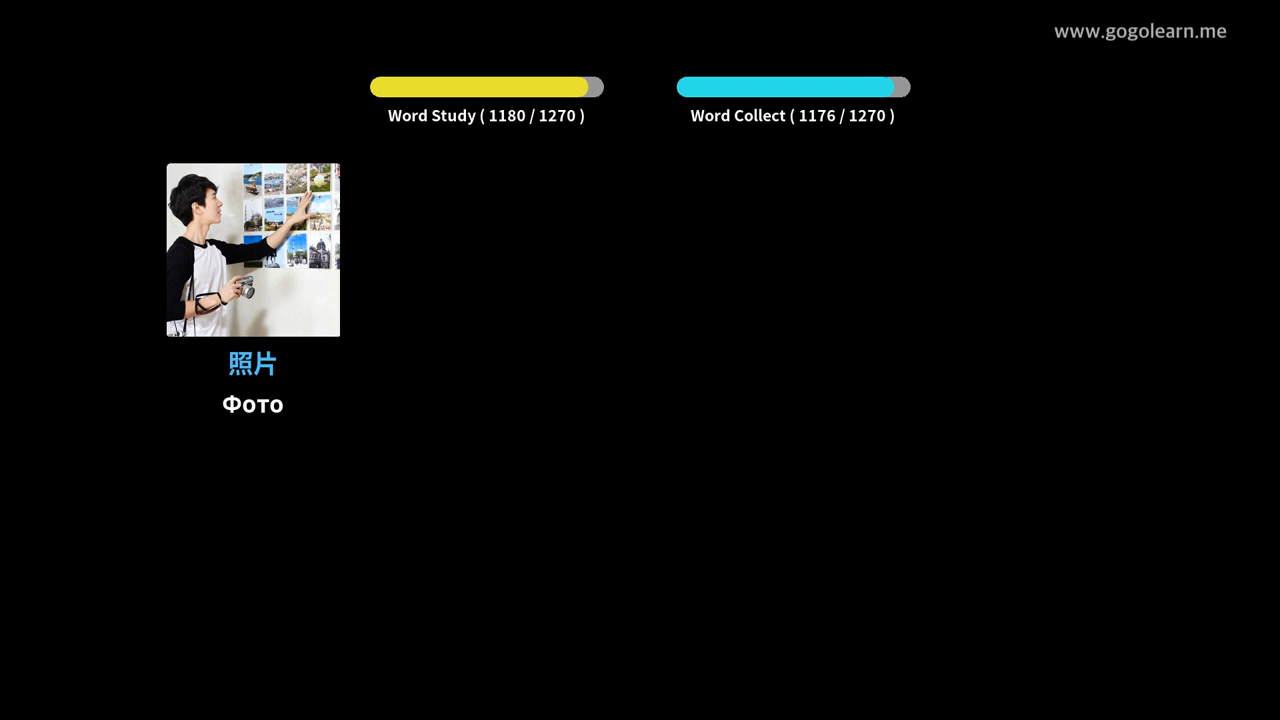 www.gogolearn.me
Word Study ( 1180 / 1270 )
Word Collect ( 1176 / 1270 )
照片
Фото